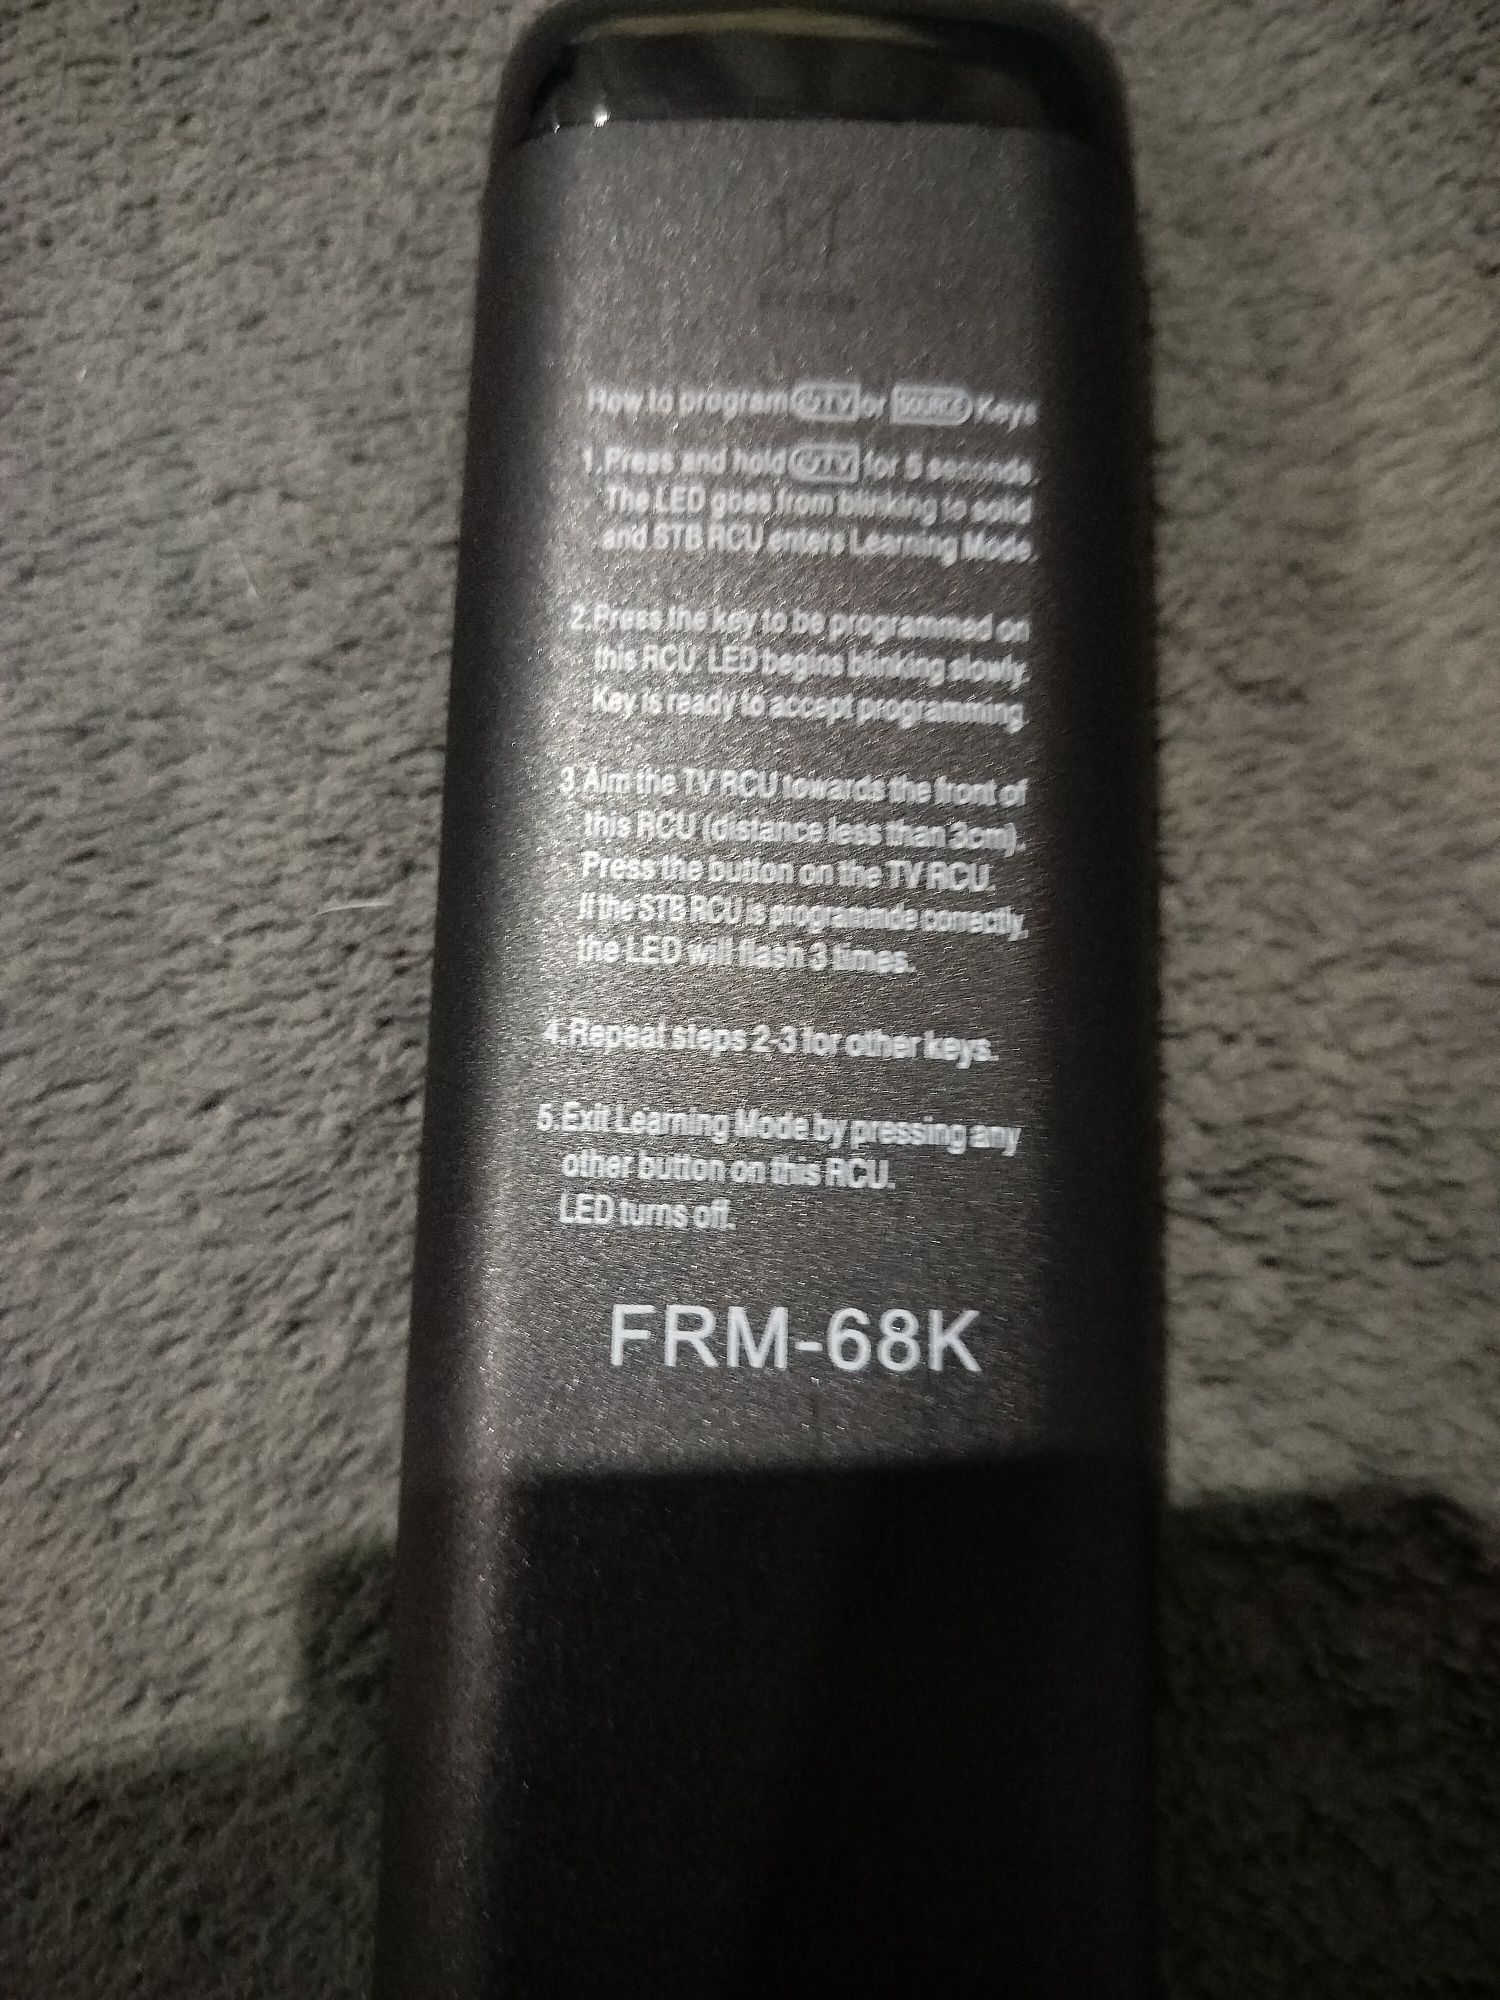 How to program TV or SOURCE Keys
1.Press and hold TV for 5 seconds.
The LED goes from blinking to solid
and STB RCU enters Learning Mode.
2.Press the key to be programmed on
this RCU. LED begins blinking slowly.
Key is ready to accept programming.
3.Aim the TV RCU towards the front of
this RCU (distance less than 3cm).
Press the button on the TV RCU.
If the STB RCU is programmde correctly,
the LED will flash 3 times.
4.Repeat steps 2-3 for other keys.
5.Exit Learning Mode by pressing any
other button on this RCU.
LED turns off.
FRM-68K